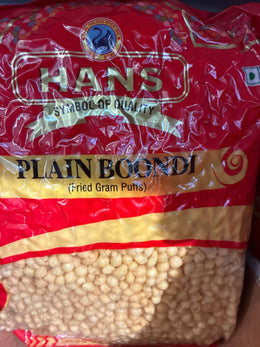 HANS
SYMBOL OF QUALITY
PLAIN BOONDI
(Fried Gram Puffs)